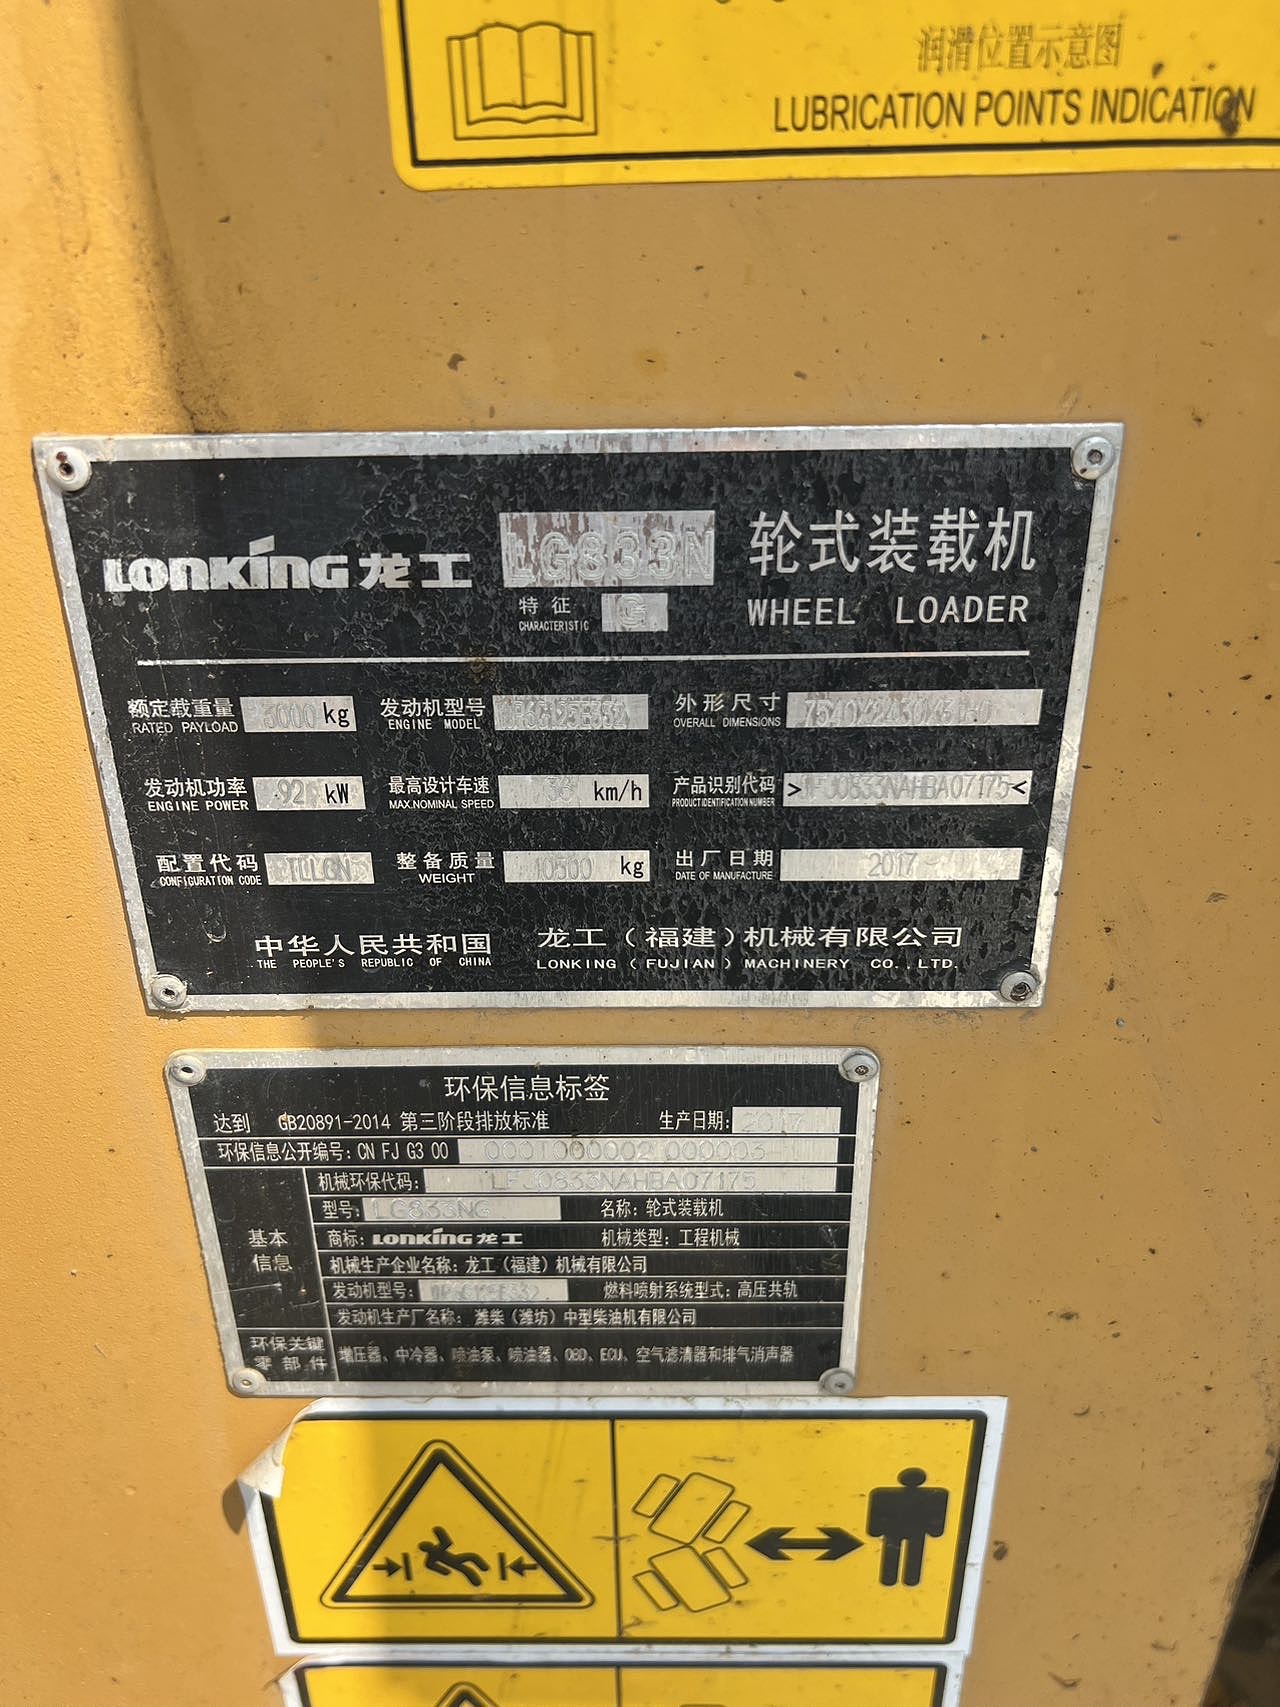 润滑位置示意图
LUBRICATION POINTS INDICATION
LONKING 龙工 LG833N 轮式装载机
特征 G
CHARACTERISTIC
WHEEL LOADER
额定载重量 3000 kg 发动机型号 外形尺寸
RATED PAYLOAD ENGINE MODEL OVERALL DIMENSIONS
发动机功率 92 kW 最高设计车速 km/h 产品识别代码 >LFJ0833NAHBA07175<
ENGINE POWER MAX.NOMINAL SPEED PRODUCT IDENTIFICATION NUMBER
配置代码 整备质量 10500 kg 出厂日期 2017
CONFIGURATION CODE WEIGHT DATE OF MANUFACTURE
中华人民共和国 龙工(福建)机械有限公司
THE PEOPLE'S REPUBLIC OF CHINA LONKING (FUJIAN) MACHINERY CO.,LTD.
环保信息标签
达到 GB20891-2014 第三阶段排放标准 生产日期: 2017
环保信息公开编号: CN FJ G3 00
机械环保代码: LFJ0833NAHBA07175
型号: LG833NG 名称: 轮式装载机
基本信息 商标: LONKING 龙工 机械类型: 工程机械
机械生产企业名称: 龙工(福建)机械有限公司
发动机型号: 燃料喷射系统型式: 高压共轨
发动机生产厂名称: 潍柴(潍坊)中型柴油机有限公司
环保关键零部件 增压器、中冷器、喷油泵、喷油器、OBD、ECU、空气滤清器和排气消声器